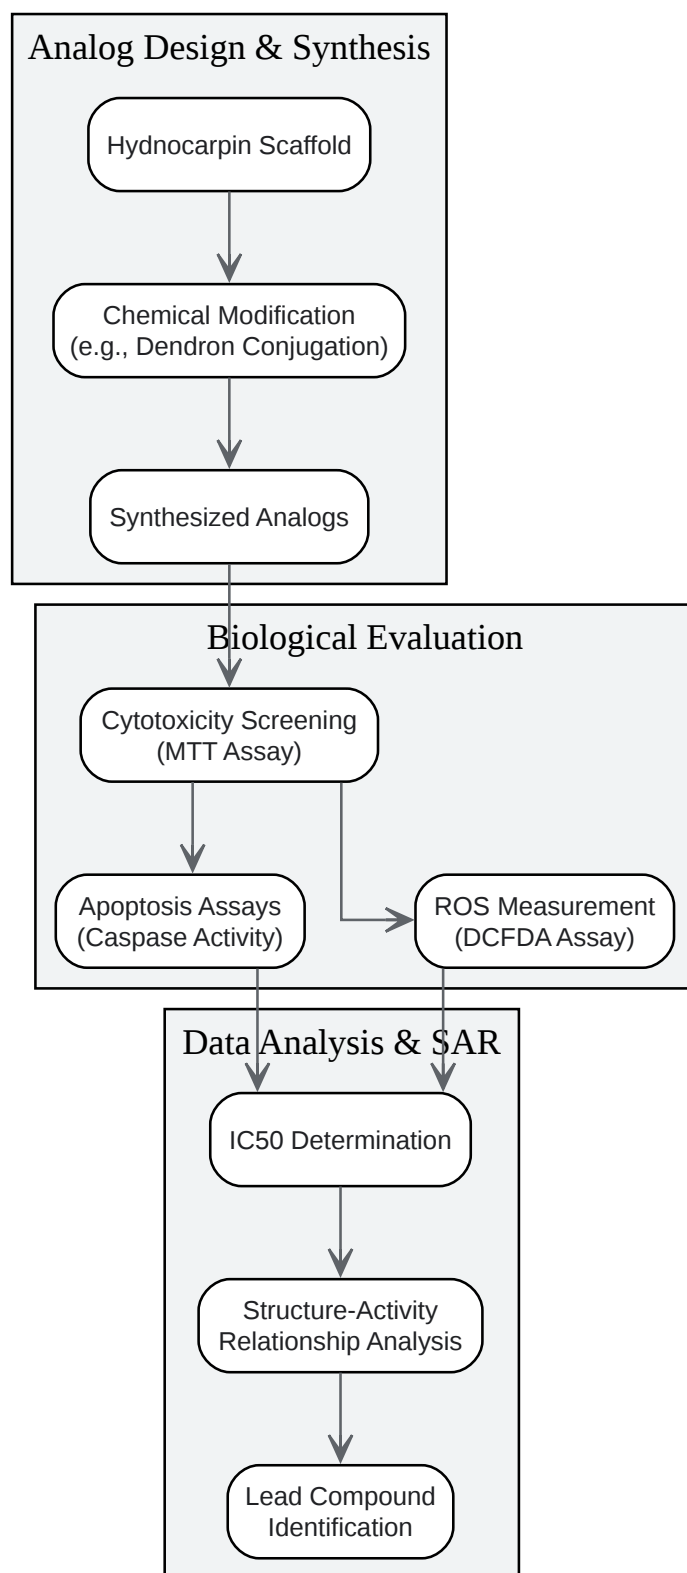 Analog Design & Synthesis
Hydnocarpin Scaffold
Chemical Modification
(e.g., Dendron Conjugation)
Synthesized Analogs
Biological Evaluation
Cytotoxicity Screening
(MTT Assay)
Apoptosis Assays
(Caspase Activity)
ROS Measurement
(DCFDA Assay)
Data Analysis & SAR
IC50 Determination
Structure-Activity
Relationship Analysis
Lead Compound
Identification